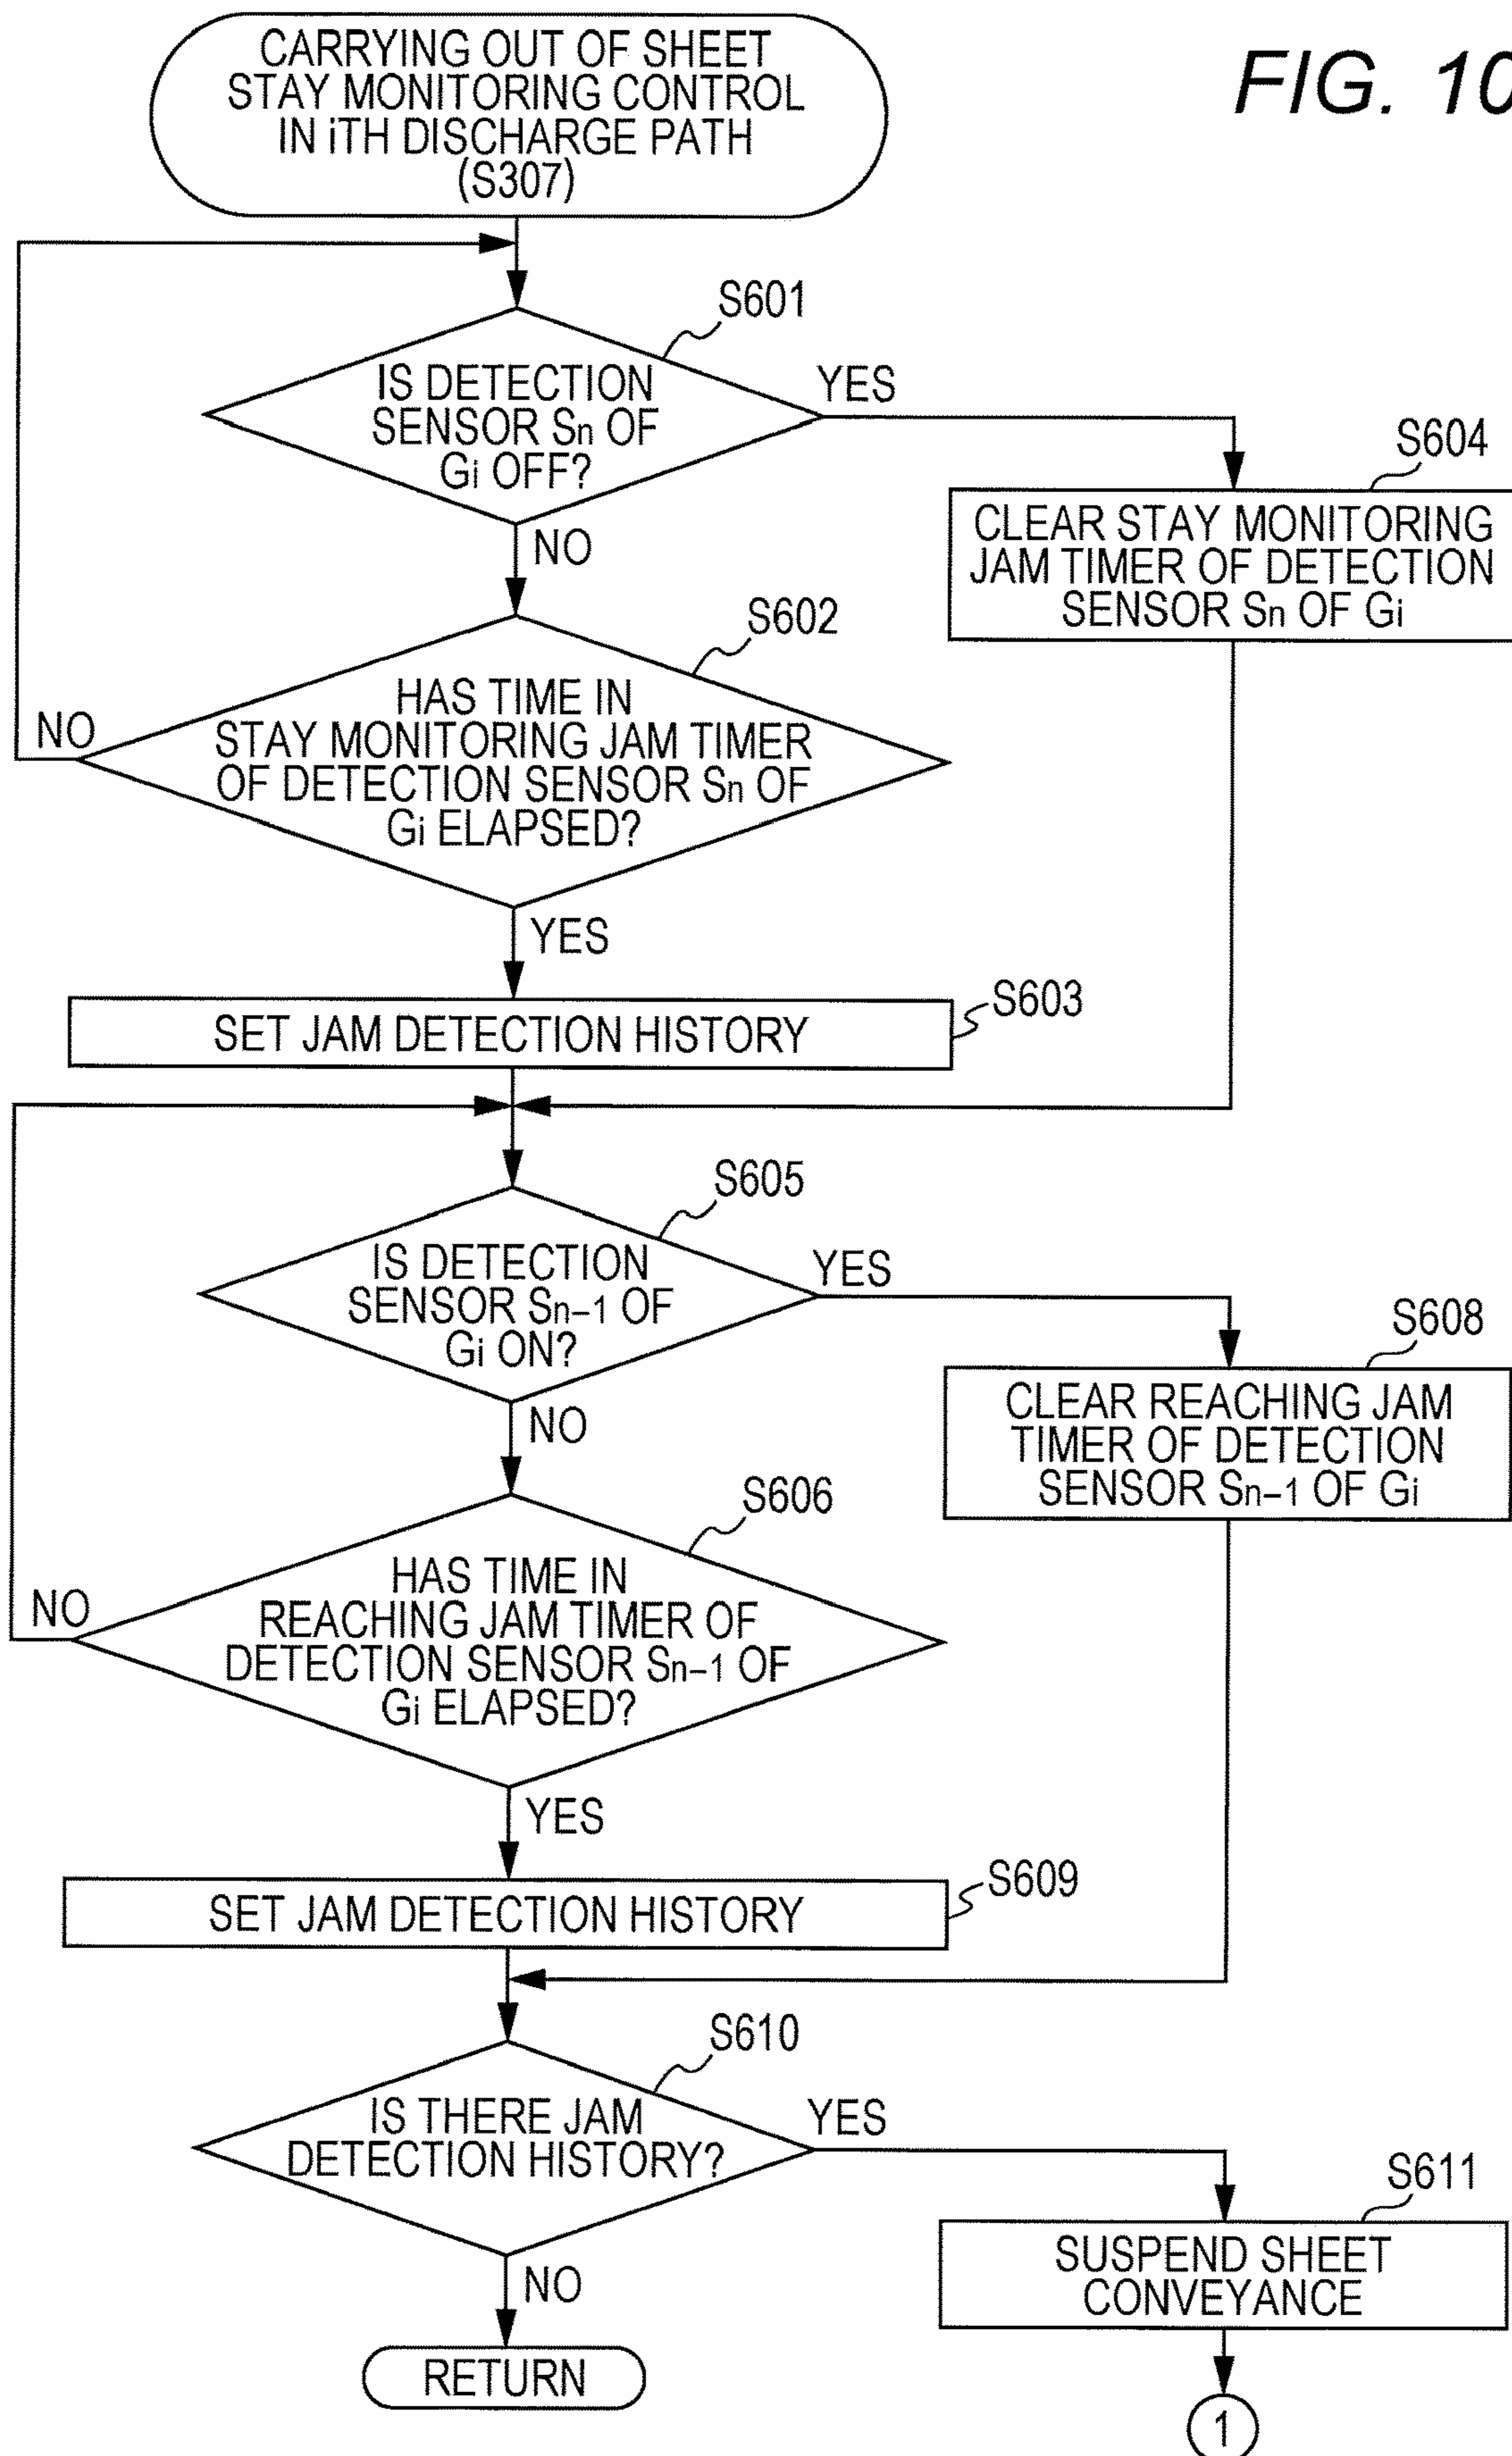 FIG. 10
CARRYING OUT OF SHEET
STAY MONITORING CONTROL
IN iTH DISCHARGE PATH
(S307)
S601
IS DETECTION
SENSOR Sn OF
Gi OFF?
YES
NO
S604
CLEAR STAY MONITORING
JAM TIMER OF DETECTION
SENSOR Sn OF Gi
S602
HAS TIME IN
STAY MONITORING JAM TIMER
OF DETECTION SENSOR Sn OF
Gi ELAPSED?
NO
YES
S603
SET JAM DETECTION HISTORY
S605
IS DETECTION
SENSOR Sn-1 OF
Gi ON?
YES
NO
S608
CLEAR REACHING JAM
TIMER OF DETECTION
SENSOR Sn-1 OF Gi
S606
HAS TIME IN
REACHING JAM TIMER OF
DETECTION SENSOR Sn-1 OF
Gi ELAPSED?
NO
YES
S609
SET JAM DETECTION HISTORY
S610
IS THERE JAM
DETECTION HISTORY?
YES
NO
S611
SUSPEND SHEET
CONVEYANCE
RETURN
1